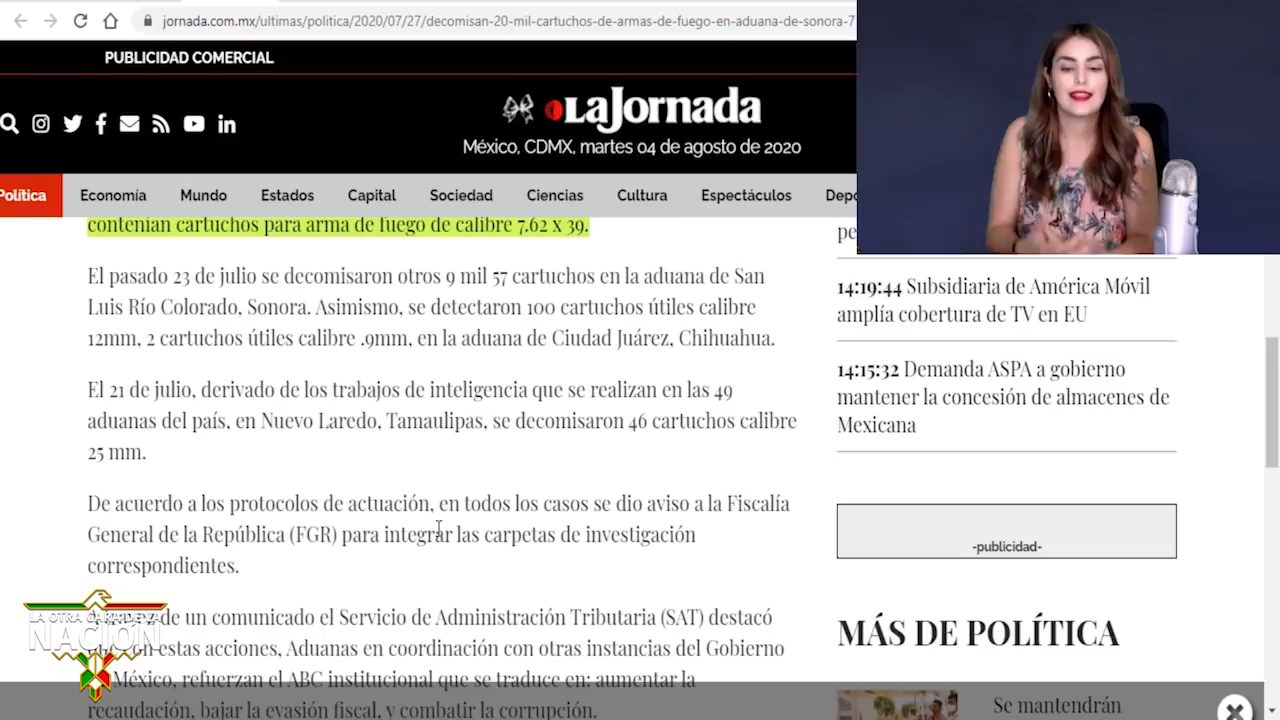 jornada.com.mx/ultimas/politica/2020/07/27/decomisan-20-mil-cartuchos-de-armas-de-fuego-en-aduana-de-sonora-7
PUBLICIDAD COMERCIAL
LaJornada
México, CDMX, martes 04 de agosto de 2020
Política Economía Mundo Estados Capital Sociedad Ciencias Cultura Espectáculos Depo
contenían cartuchos para arma de fuego de calibre 7.62 x 39.
El pasado 23 de julio se decomisaron otros 9 mil 57 cartuchos en la aduana de San
Luis Río Colorado, Sonora. Asimismo, se detectaron 100 cartuchos útiles calibre
12mm, 2 cartuchos útiles calibre .9mm, en la aduana de Ciudad Juárez, Chihuahua.
El 21 de julio, derivado de los trabajos de inteligencia que se realizan en las 49
aduanas del país, en Nuevo Laredo, Tamaulipas, se decomisaron 46 cartuchos calibre
25 mm.
De acuerdo a los protocolos de actuación, en todos los casos se dio aviso a la Fiscalía
General de la República (FGR) para integrar las carpetas de investigación
correspondientes.
de un comunicado el Servicio de Administración Tributaria (SAT) destacó
con estas acciones, Aduanas en coordinación con otras instancias del Gobierno
México, refuerzan el ABC institucional que se traduce en: aumentar la
recaudación, bajar la evasión fiscal, y combatir la corrupción.
pe
14:19:44 Subsidiaria de América Móvil
amplía cobertura de TV en EU
14:15:32 Demanda ASPA a gobierno
mantener la concesión de almacenes de
Mexicana
-publicidad-
MÁS DE POLÍTICA
Se mantendrán
LA OTRA CARA DE LA
NACIÓN